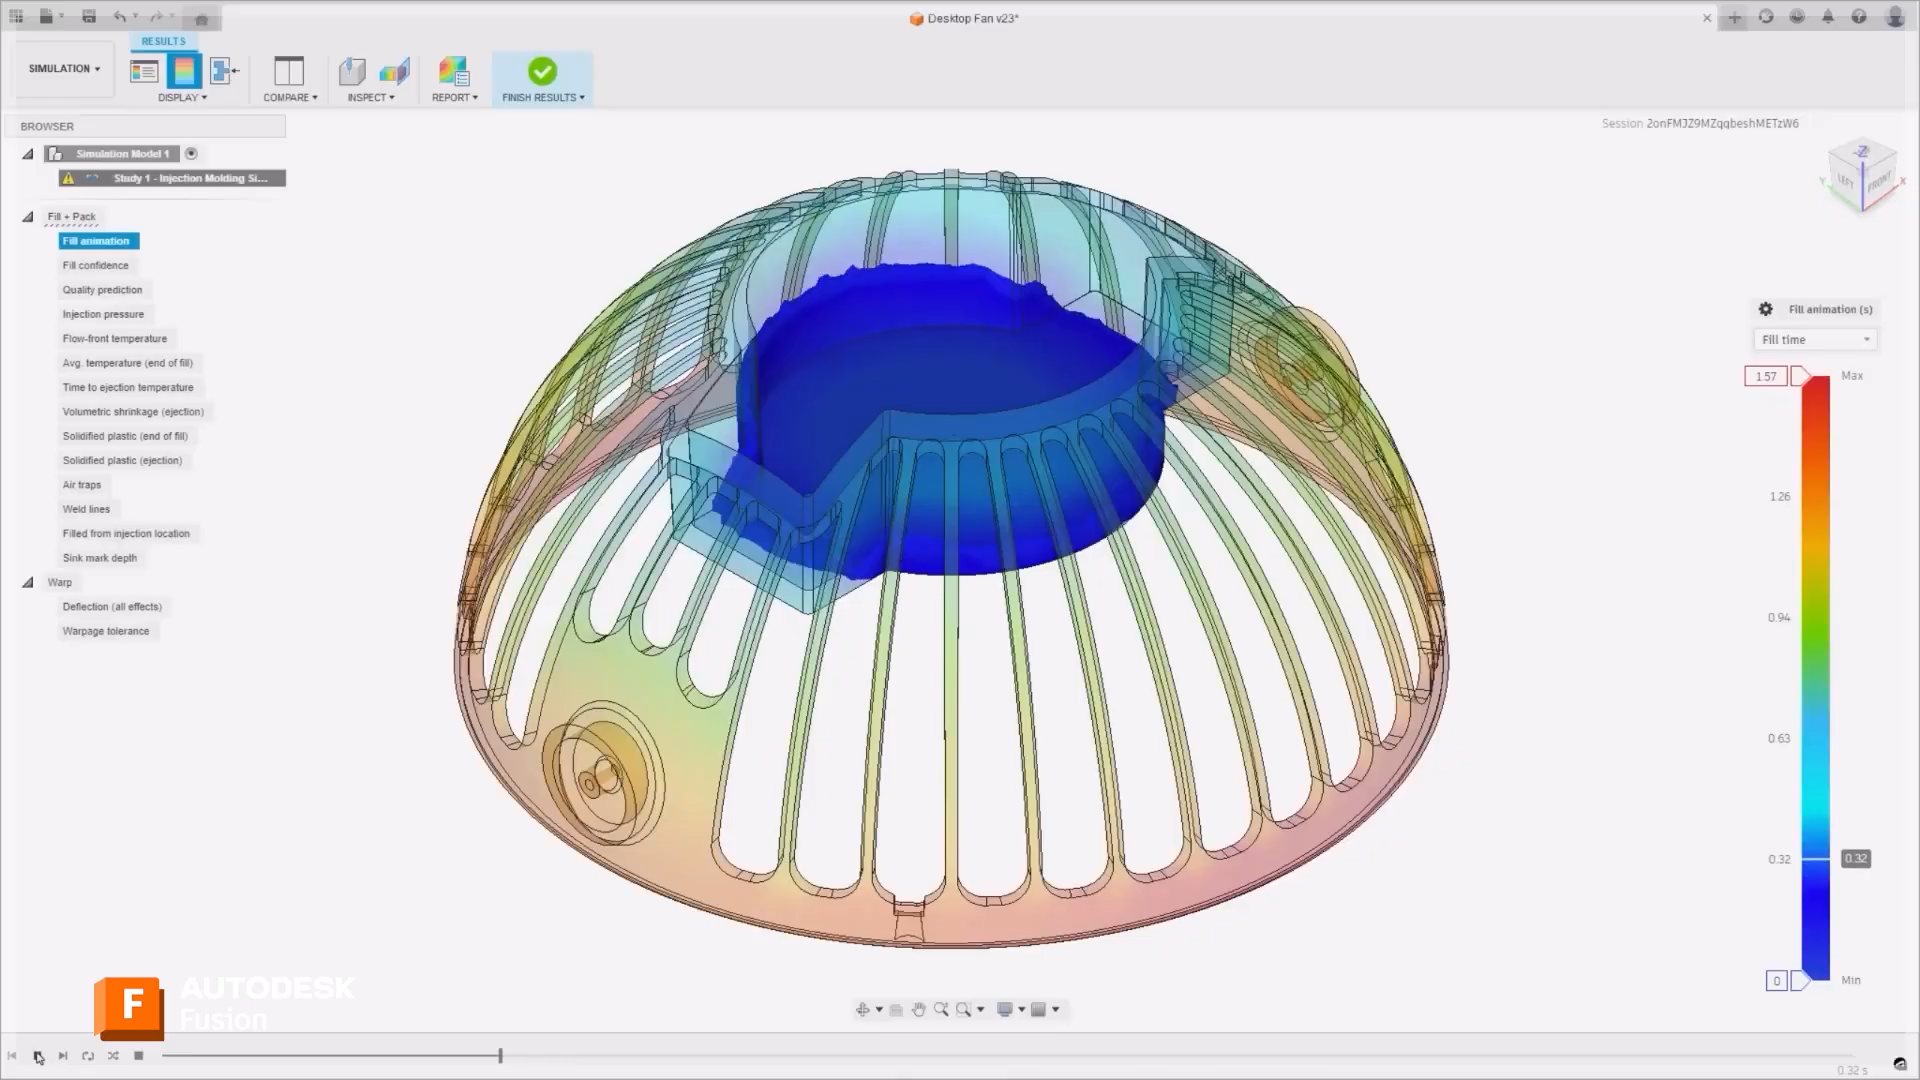 Desktop Fan v23*
RESULTS
SIMULATION
DISPLAY
COMPARE
INSPECT
REPORT
FINISH RESULTS
BROWSER
Session 2onFMJZ9MZqqbeshMETzW6
Simulation Model 1
Study 1 - Injection Molding Si...
Fill + Pack
Fill animation
Fill confidence
Quality prediction
Injection pressure
Flow-front temperature
Avg. temperature (end of fill)
Time to ejection temperature
Volumetric shrinkage (ejection)
Solidified plastic (end of fill)
Solidified plastic (ejection)
Air traps
Weld lines
Filled from injection location
Sink mark depth
Warp
Deflection (all effects)
Warpage tolerance
Z
LEFT
FRONT
Y
X
Fill animation (s)
Fill time
1.57
Max
1.26
0.94
0.63
0.32
0.32
0
Min
F
AUTODESK
Fusion
0.32 s